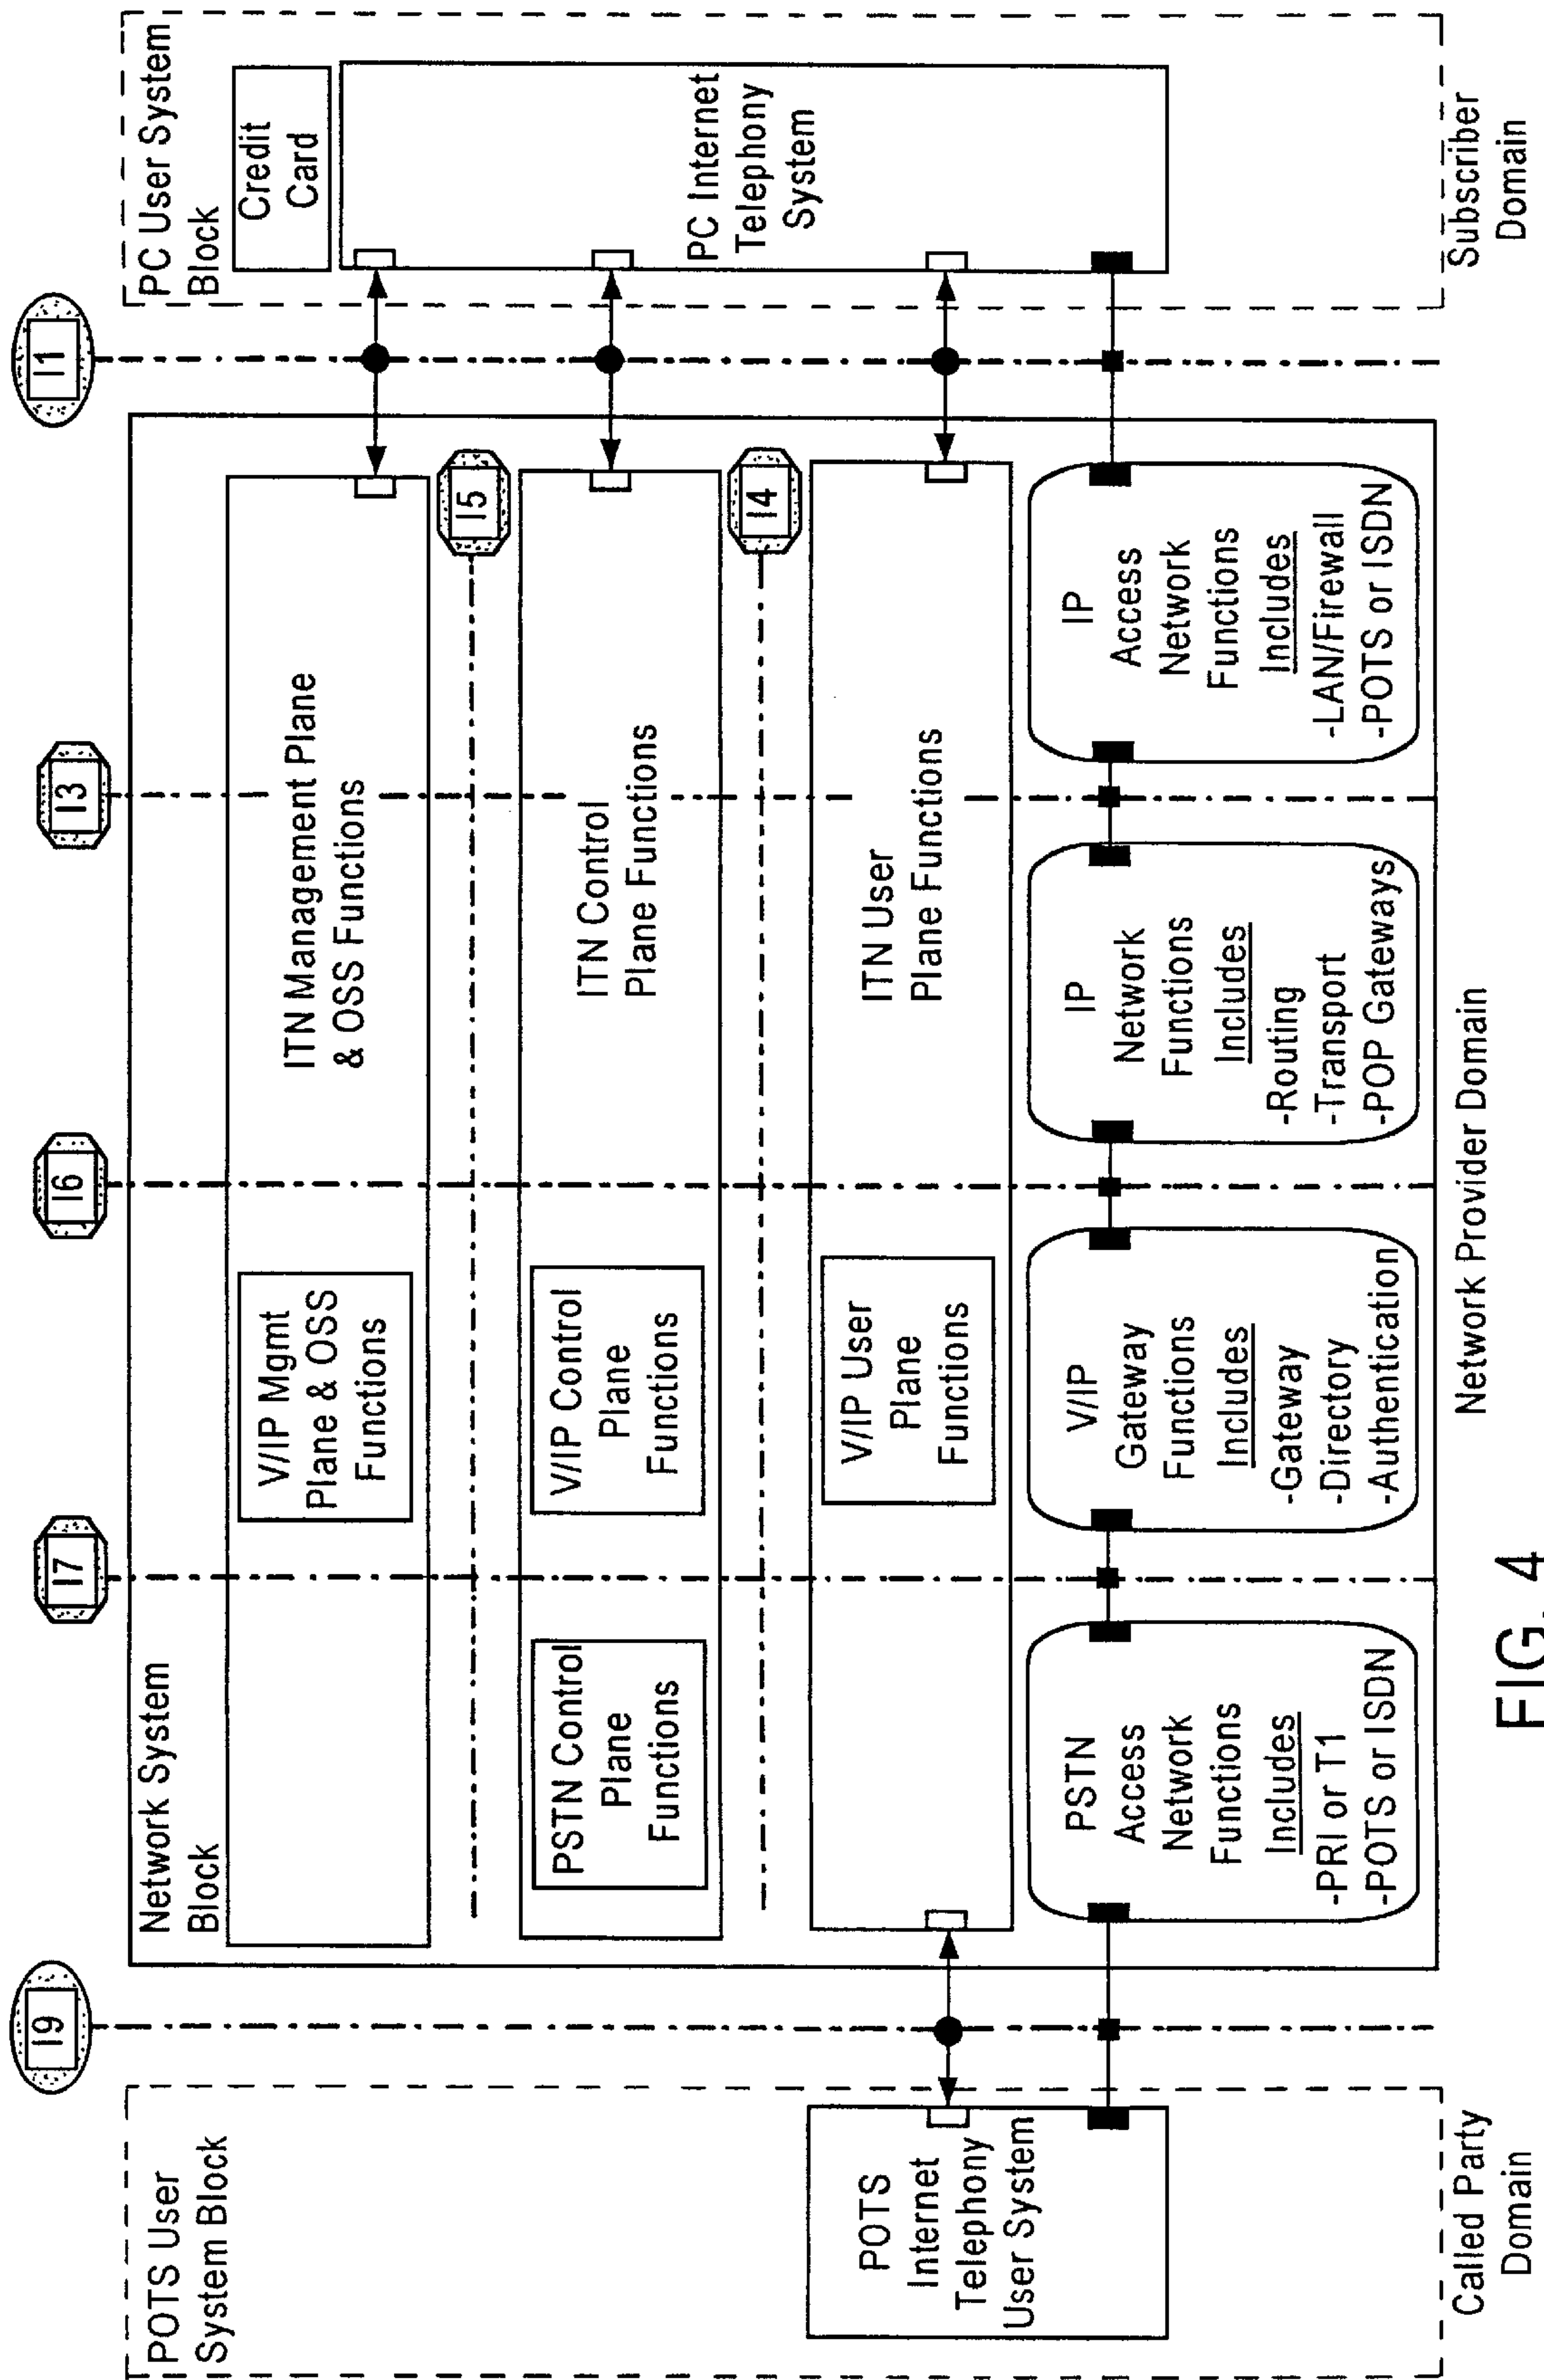 I9
I7
I6
I3
I1
POTS User
System Block
POTS
Internet
Telephony
User System
Called Party
Domain
Network System
Block
V/IP Mgmt
Plane & OSS
Functions
ITN Management Plane
& OSS Functions
I5
PSTN Control
Plane
Functions
V/IP Control
Plane
Functions
ITN Control
Plane Functions
I4
V/IP User
Plane
Functions
ITN User
Plane Functions
PSTN
Access
Network
Functions
Includes
-PRI or T1
-POTS or ISDN
V/IP
Gateway
Functions
Includes
-Gateway
-Directory
-Authentication
IP
Network
Functions
Includes
-Routing
-Transport
-POP Gateways
IP
Access
Network
Functions
Includes
-LAN/Firewall
-POTS or ISDN
Network Provider Domain
PC User System
Block
Credit
Card
PC Internet
Telephony
System
Subscriber
Domain
FIG. 4